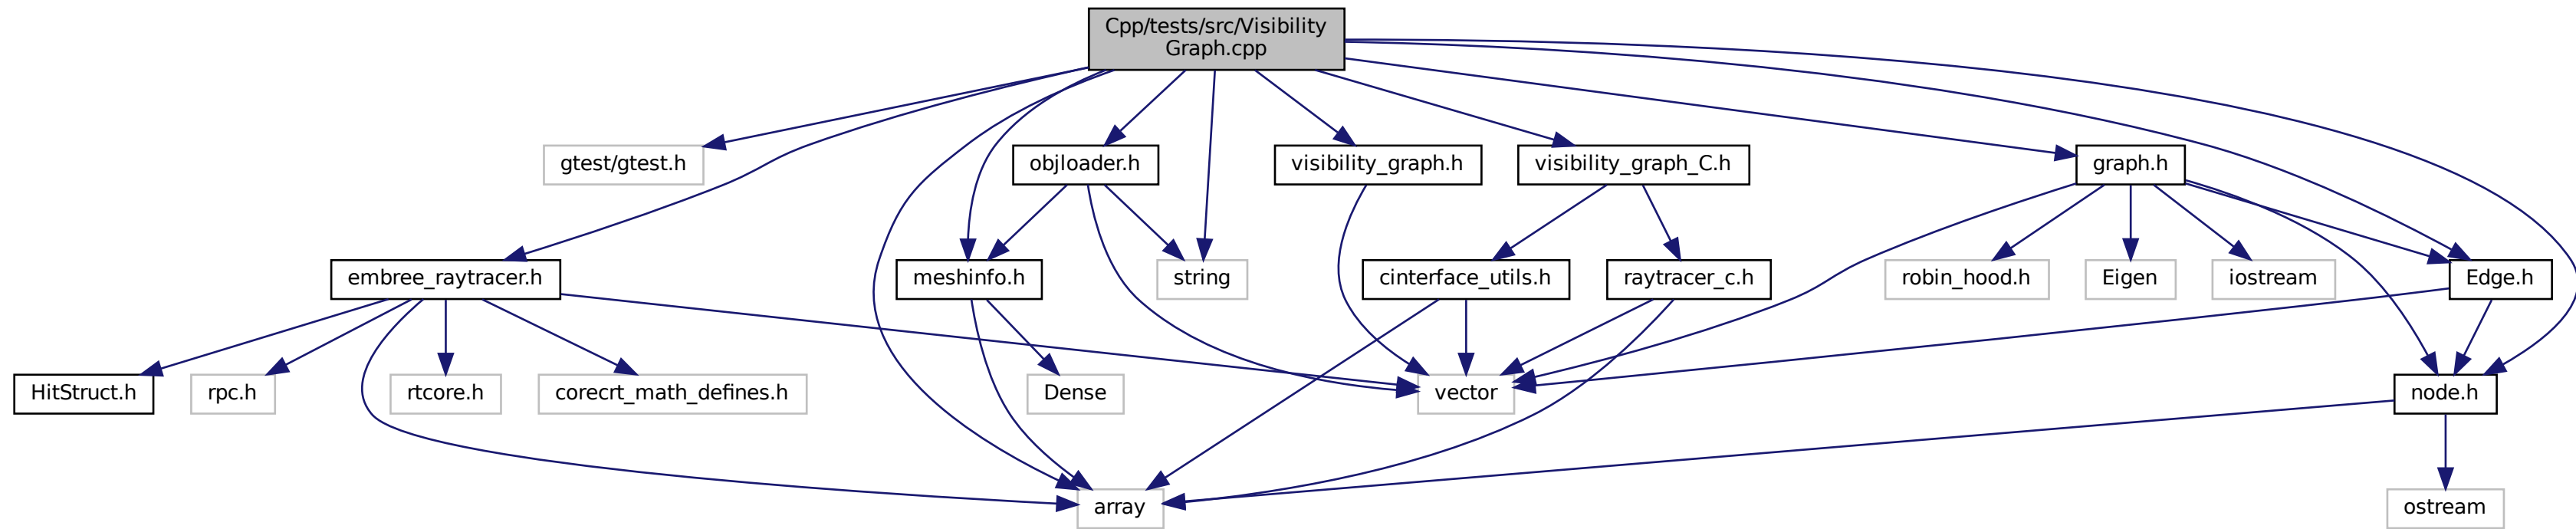 Cpp/tests/src/Visibility
Graph.cpp
gtest/gtest.h
objloader.h
visibility_graph.h
visibility_graph_C.h
graph.h
embree_raytracer.h
meshinfo.h
string
cinterface_utils.h
raytracer_c.h
robin_hood.h
Eigen
iostream
Edge.h
HitStruct.h
rpc.h
rtcore.h
corecrt_math_defines.h
Dense
vector
node.h
array
ostream